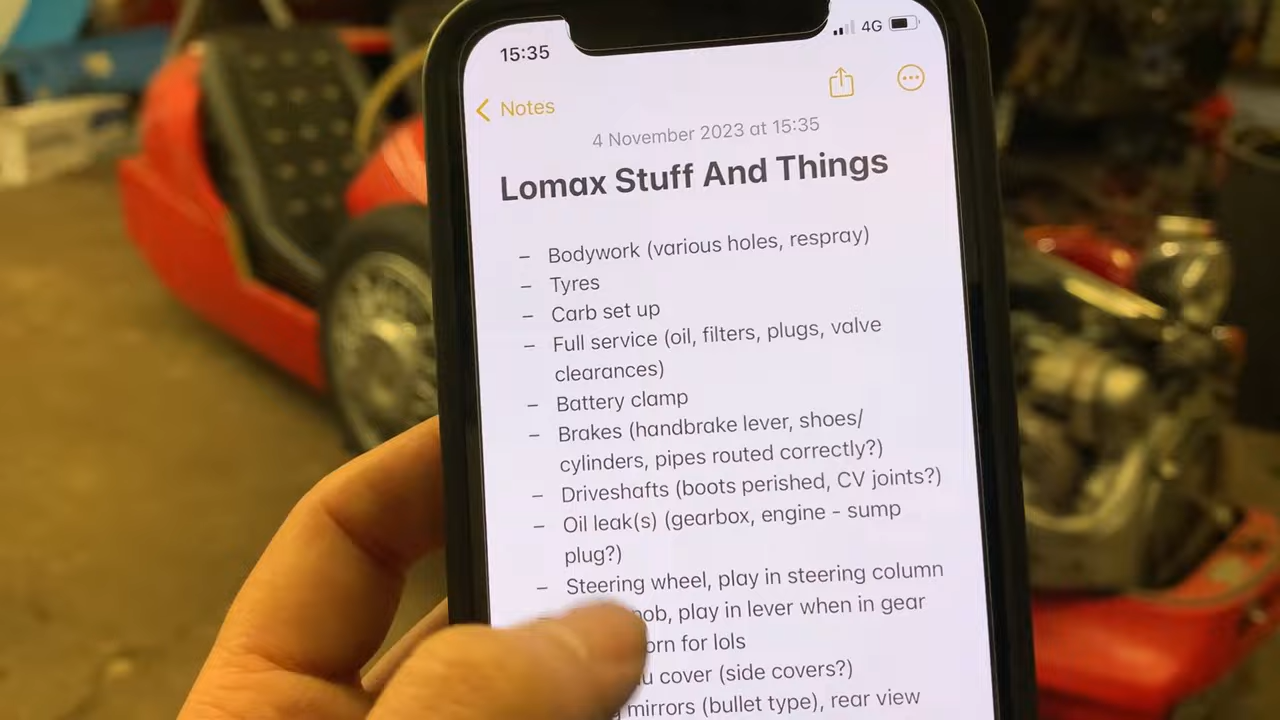 15:35
4G
Notes
4 November 2023 at 15:35
Lomax Stuff And Things
– Bodywork (various holes, respray)
– Tyres
– Carb set up
– Full service (oil, filters, plugs, valve
clearances)
– Battery clamp
– Brakes (handbrake lever, shoes/
cylinders, pipes routed correctly?)
– Driveshafts (boots perished, CV joints?)
– Oil leak(s) (gearbox, engine - sump
plug?)
– Steering wheel, play in steering column
play in lever when in gear
for lols
cover (side covers?)
mirrors (bullet type), rear view